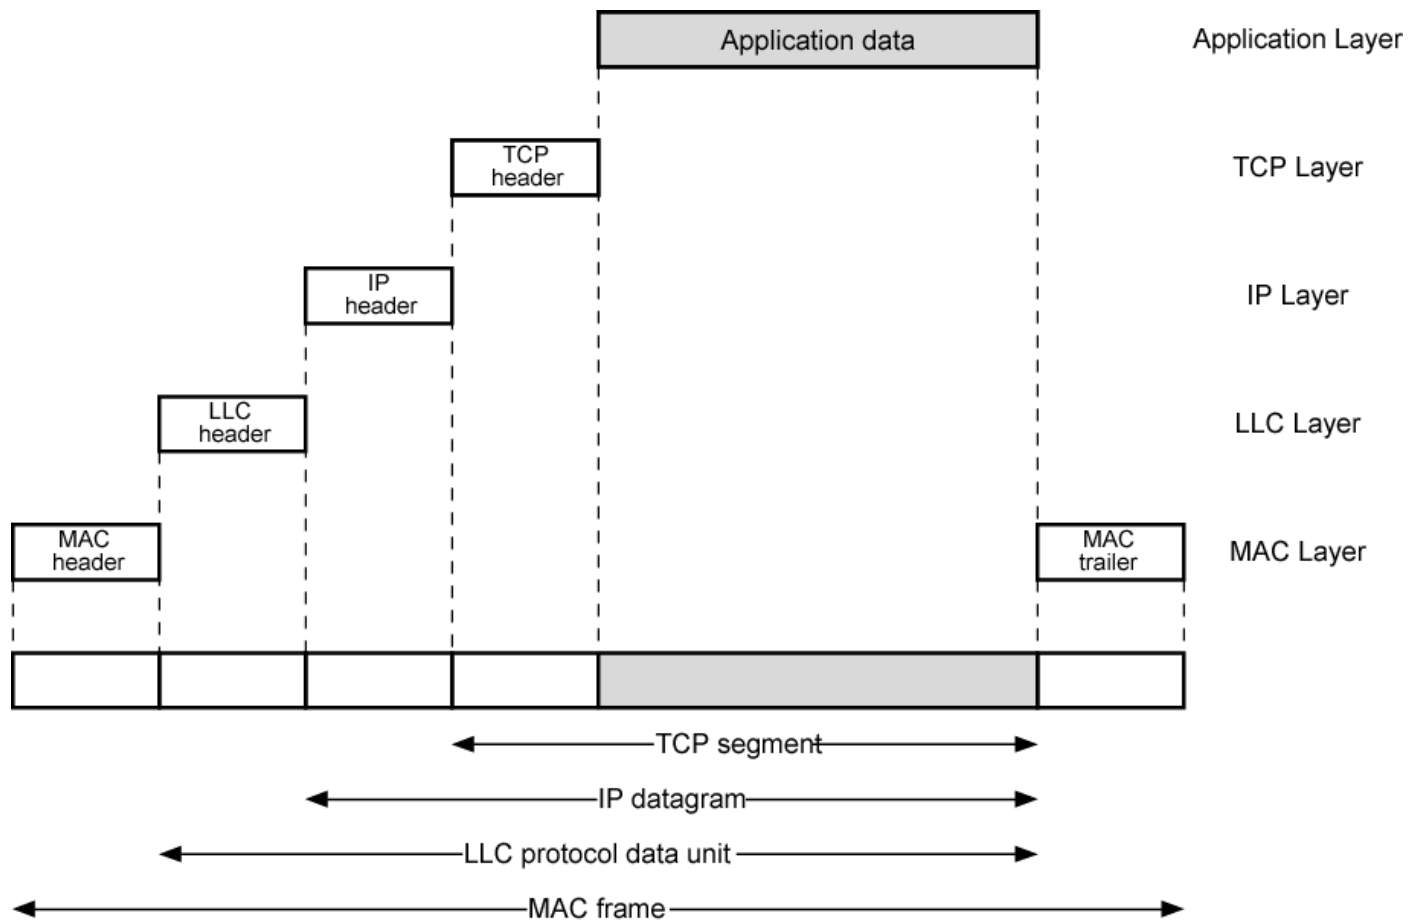 Application data
Application Layer
TCP
header
TCP Layer
IP
header
IP Layer
LLC
header
LLC Layer
MAC
header
MAC
trailer
MAC Layer
TCP segment
IP datagram
LLC protocol data unit
MAC frame